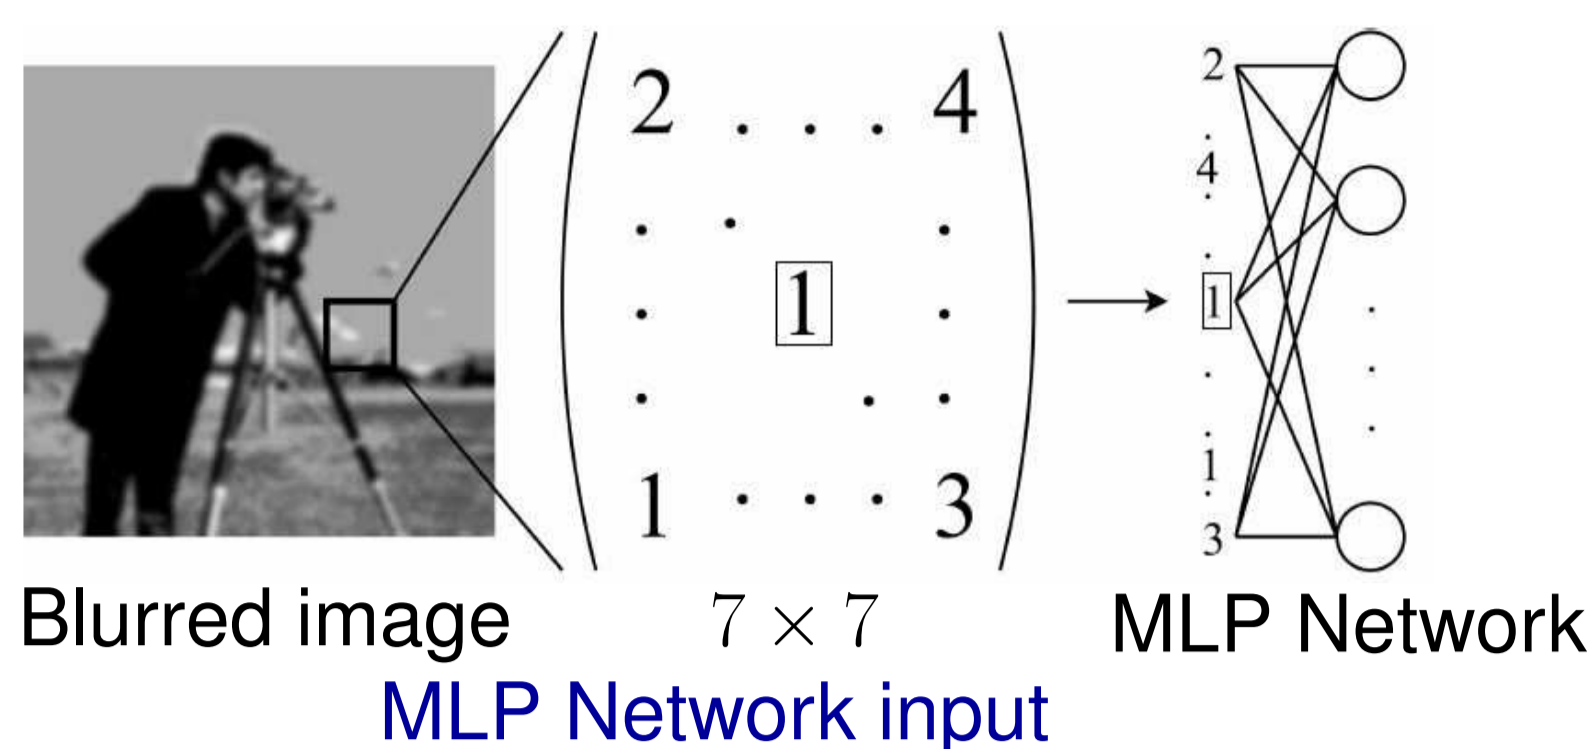 2 . . . 4
. . .
. 1 .
. . .
1 . . . 3
2
.
4
.
.
1
.
.
1
.
3
.
.
.
Blurred image
7 × 7
MLP Network
MLP Network input